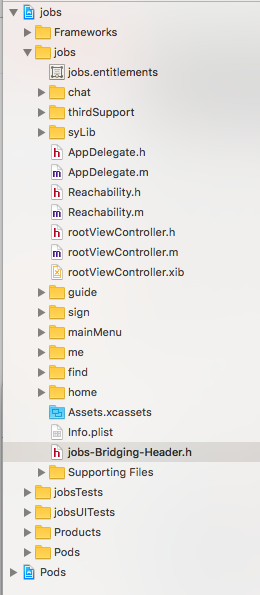 jobs
Frameworks
jobs
jobs.entitlements
chat
thirdSupport
syLib
h AppDelegate.h
m AppDelegate.m
h Reachability.h
m Reachability.m
h rootViewController.h
m rootViewController.m
rootViewController.xib
guide
sign
mainMenu
me
find
home
Assets.xcassets
Info.plist
h jobs-Bridging-Header.h
Supporting Files
jobsTests
jobsUITests
Products
Pods
Pods